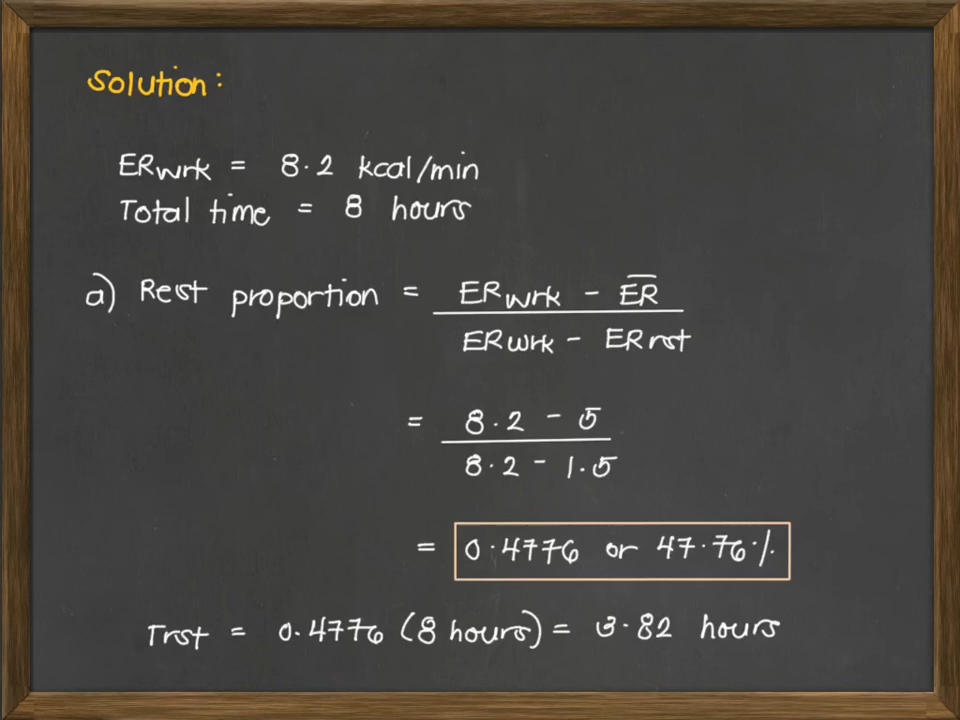 Solution:
ERwrk = 8.2 kcal/min
Total time = 8 hours
a) Rest proportion = ERwrk - E̅R̅ / ERwrk - ERrst
= 8.2 - 5 / 8.2 - 1.5
= 0.4776 or 47.76%
Trst = 0.4776 (8 hours) = 3.82 hours